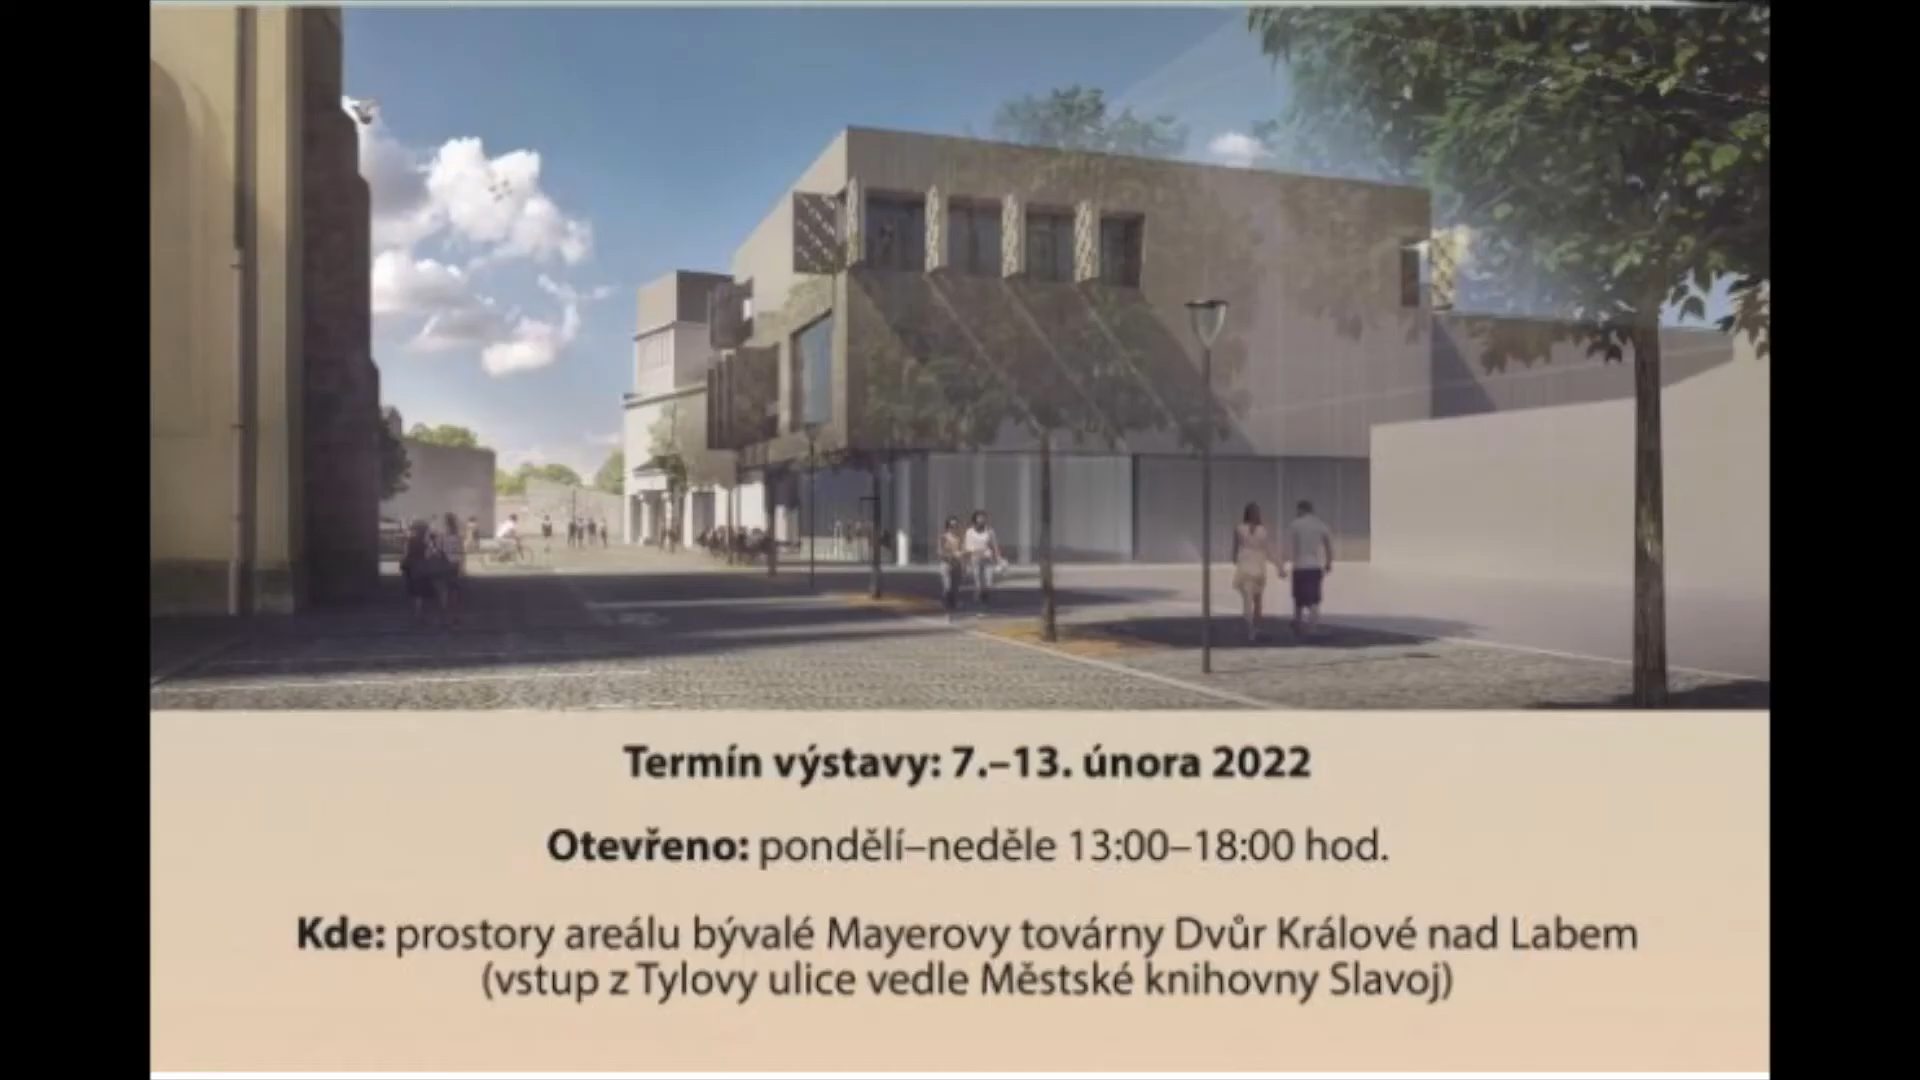 Termín výstavy: 7.–13. února 2022
Otevřeno: pondělí–neděle 13:00–18:00 hod.
Kde: prostory areálu bývalé Mayerovy továrny Dvůr Králové nad Labem
(vstup z Tylovy ulice vedle Městské knihovny Slavoj)